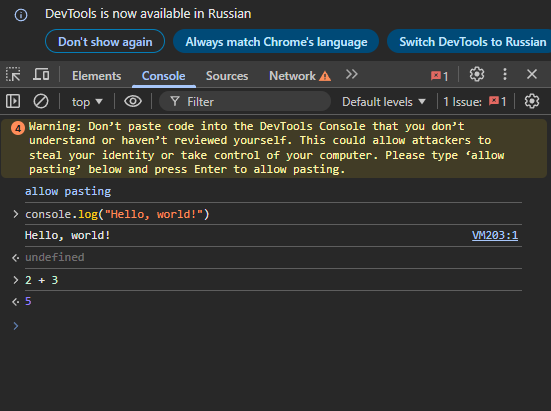 DevTools is now available in Russian
Don't show again Always match Chrome's language Switch DevTools to Russian
Elements Console Sources Network 1
top Filter Default levels 1 Issue: 1
4 Warning: Don’t paste code into the DevTools Console that you don’t
understand or haven’t reviewed yourself. This could allow attackers to
steal your identity or take control of your computer. Please type ‘allow
pasting’ below and press Enter to allow pasting.
allow pasting
console.log("Hello, world!")
Hello, world! VM203:1
undefined
2 + 3
5